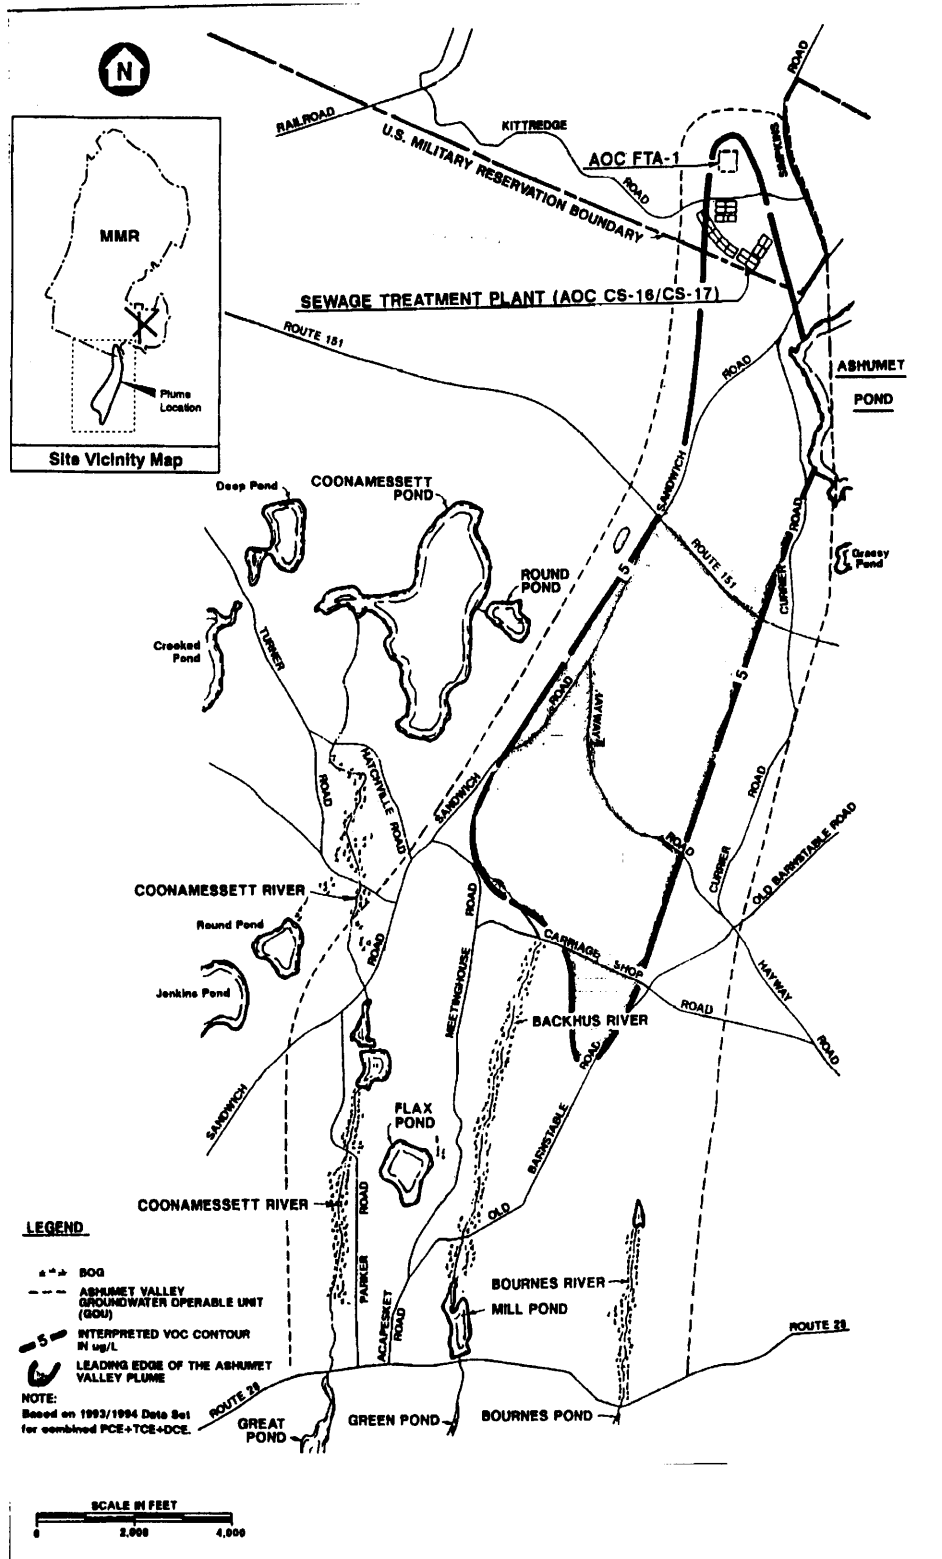 N
ROAD
RAILROAD
KITTREDGE
ROAD
U.S. MILITARY RESERVATION BOUNDARY
SIMPKINS
AOC FTA-1
MMR
Plume
Location
Site Vicinity Map
SEWAGE TREATMENT PLANT (AOC CS-16/CS-17)
ROUTE 151
ROAD
ASHUMET
POND
SANDWICH
Deep Pond
COONAMESSETT
POND
ROAD
CURRIER
ROUTE 151
Grassy
Pond
5
ROUND
POND
Crooked
Pond
TURNER
5
ROAD
HAYWAY
ROAD
HATCHVILLE ROAD
SANDWICH
ROAD
ROAD
CURRIER
OLD BARNSTABLE ROAD
COONAMESSETT RIVER
ROAD
Round Pond
ROAD
CARRIAGE SHOP
ROAD
MEETINGHOUSE
HAYWAY
ROAD
Jenkins Pond
BACKHUS RIVER
ROAD
SANDWICH
FLAX
POND
BARNSTABLE
OLD
COONAMESSETT RIVER
ROAD
PARKER
ACAPESKET
ROAD
BOURNES RIVER
MILL POND
ROUTE 28
ROUTE 28
GREAT
POND
GREEN POND
BOURNES POND
LEGEND
BOG
ASHUMET VALLEY
GROUNDWATER OPERABLE UNIT
(GOU)
5
INTERPRETED VOC CONTOUR
IN ug/L
LEADING EDGE OF THE ASHUMET
VALLEY PLUME
NOTE:
Based on 1993/1994 Data Set
for combined PCE+TCE+DCE.
SCALE IN FEET
0 2,000 4,000